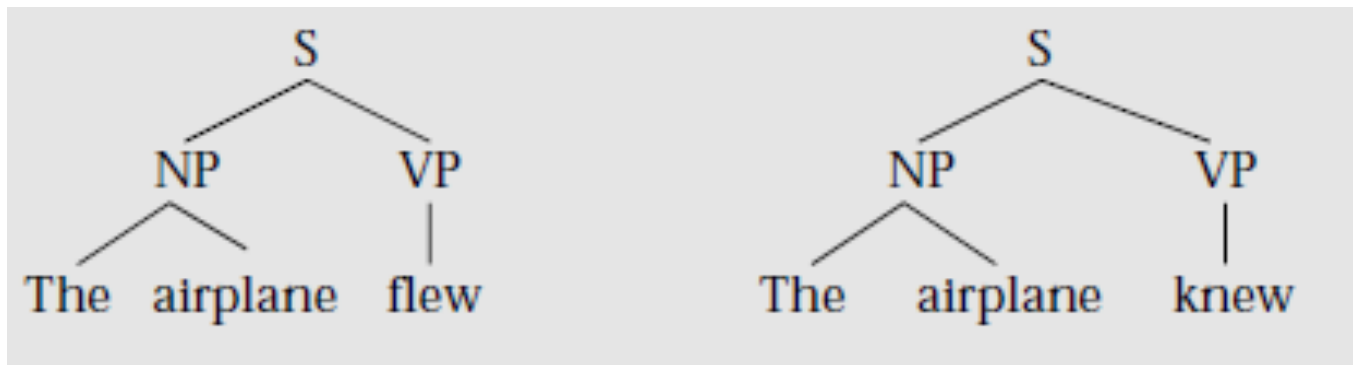 S S
NP VP NP VP
The airplane flew The airplane knew